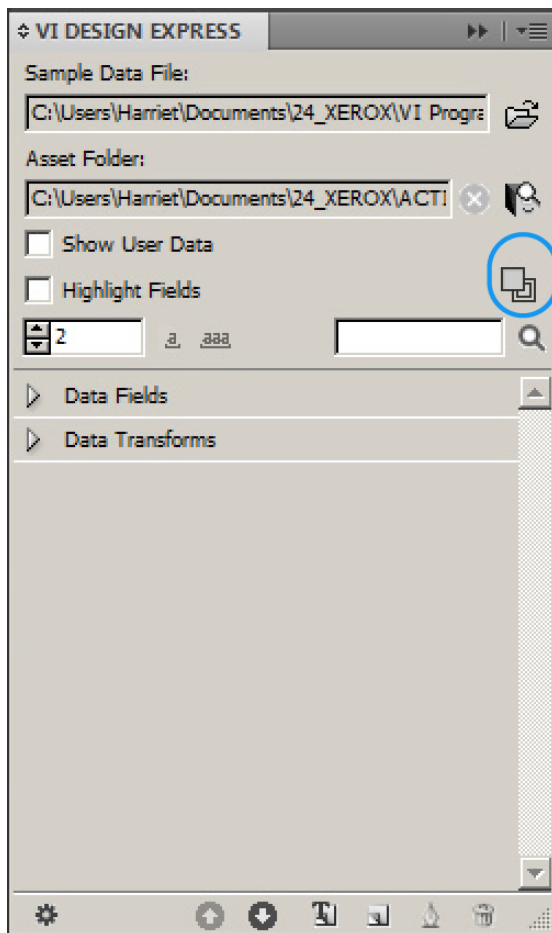 VI DESIGN EXPRESS
Sample Data File:
C:\Users\Harriet\Documents\24_XEROX\VI Progra
Asset Folder:
C:\Users\Harriet\Documents\24_XEROX\ACTI
Show User Data
Highlight Fields
2 a aaa
Data Fields
Data Transforms